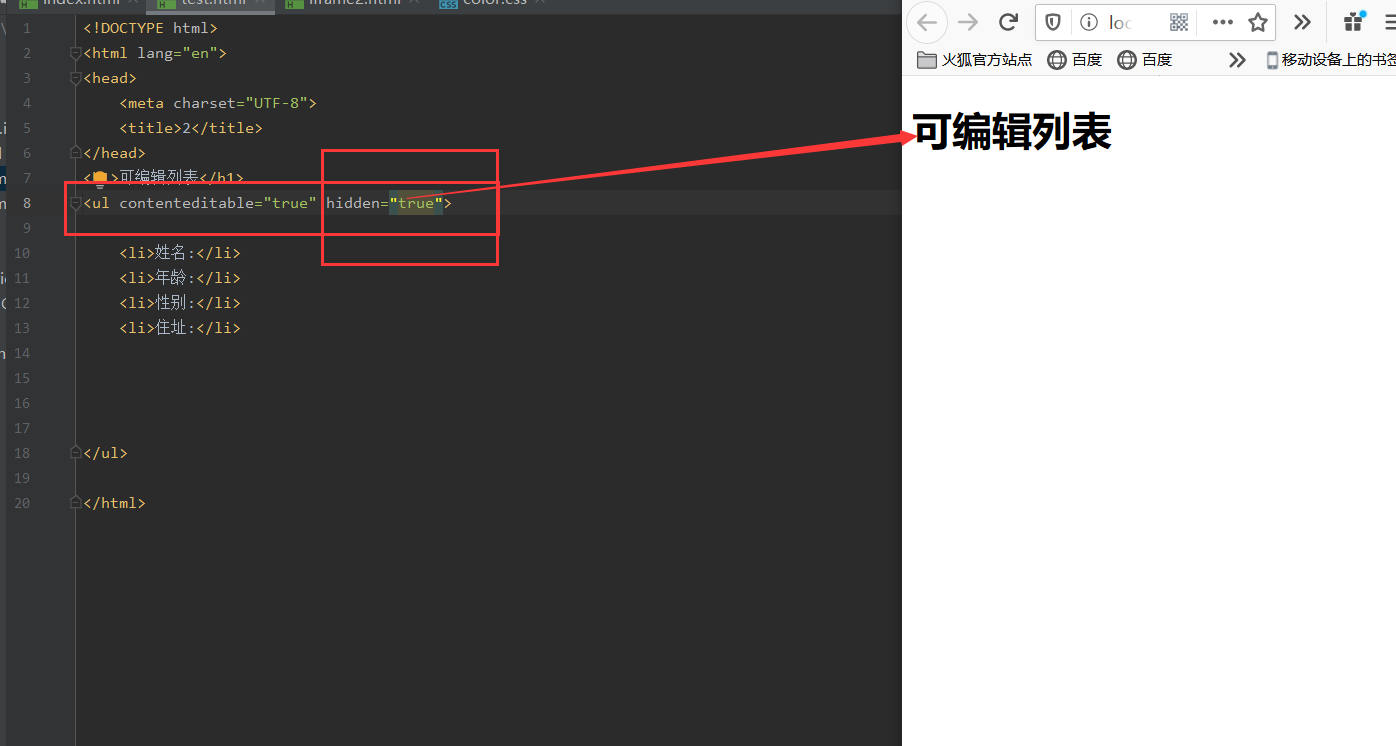 index.html test.html iframe2.html color.css
1 <!DOCTYPE html>
2 <html lang="en">
3 <head>
4 <meta charset="UTF-8">
5 <title>2</title>
6 </head>
7 < >可编辑列表</h1>
8 <ul contenteditable="true" hidden="true">
9
10 <li>姓名:</li>
11 <li>年龄:</li>
12 <li>性别:</li>
13 <li>住址:</li>
14
15
16
17
18 </ul>
19
20 </html>
loc
火狐官方站点 百度 百度 移动设备上的书签
可编辑列表